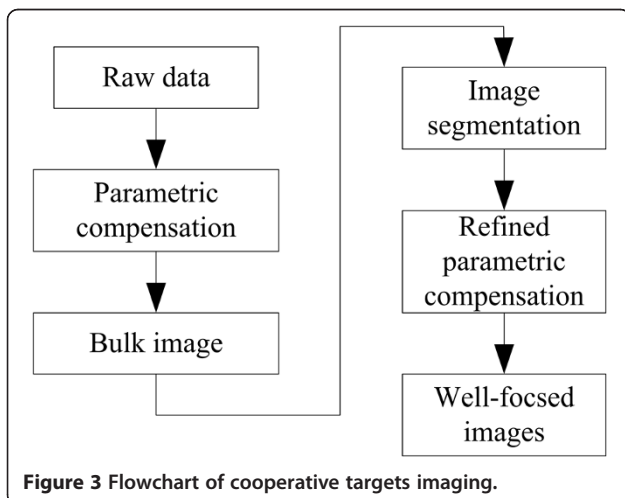 Raw data
Parametric
compensation
Bulk image
Image
segmentation
Refined
parametric
compensation
Well-focsed
images
Figure 3 Flowchart of cooperative targets imaging.